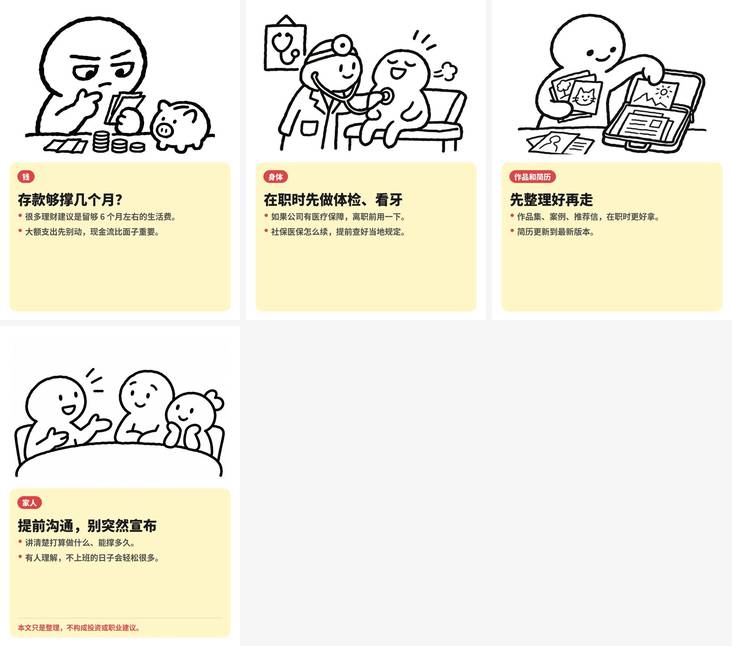 钱
存款够撑几个月？
* 很多理财建议是留够 6 个月左右的生活费。
* 大额支出先别动，现金流比面子重要。
身体
在职时先做体检、看牙
* 如果公司有医疗保障，离职前用一下。
* 社保医保怎么续，提前查好当地规定。
作品和简历
先整理好再走
* 作品集、案例、推荐信，在职时更好拿。
* 简历更新到最新版本。
家人
提前沟通，别突然宣布
* 讲清楚打算做什么、能撑多久。
* 有人理解，不上班的日子会轻松很多。
本文只是整理，不构成投资或职业建议。